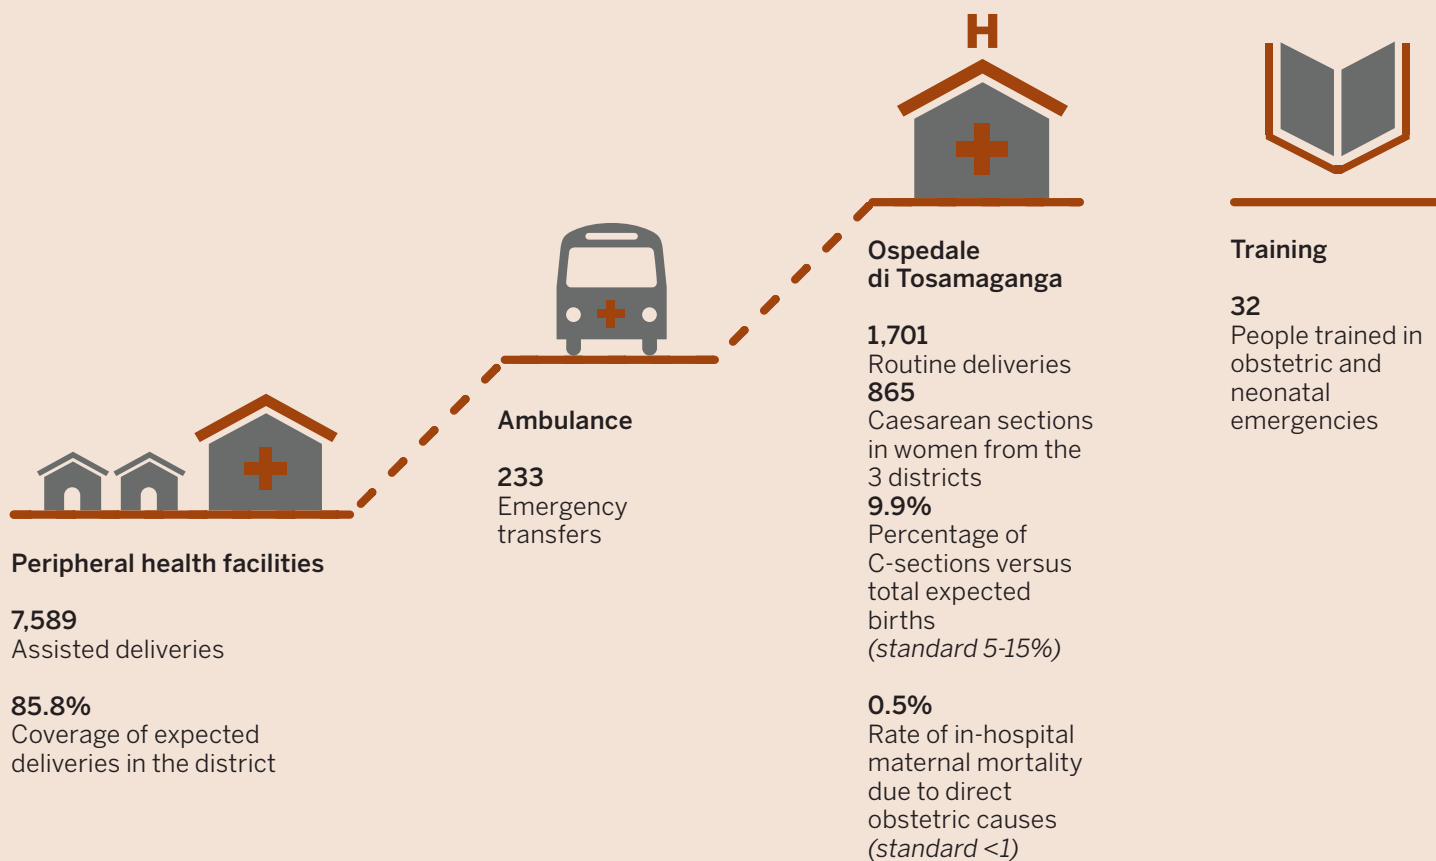 Peripheral health facilities
7,589
Assisted deliveries
85.8%
Coverage of expected
deliveries in the district
Ambulance
233
Emergency
transfers
H
Ospedale
di Tosamaganga
1,701
Routine deliveries
865
Caesarean sections
in women from the
3 districts
9.9%
Percentage of
C-sections versus
total expected
births
(standard 5-15%)
0.5%
Rate of in-hospital
maternal mortality
due to direct
obstetric causes
(standard <1)
Training
32
People trained in
obstetric and
neonatal
emergencies